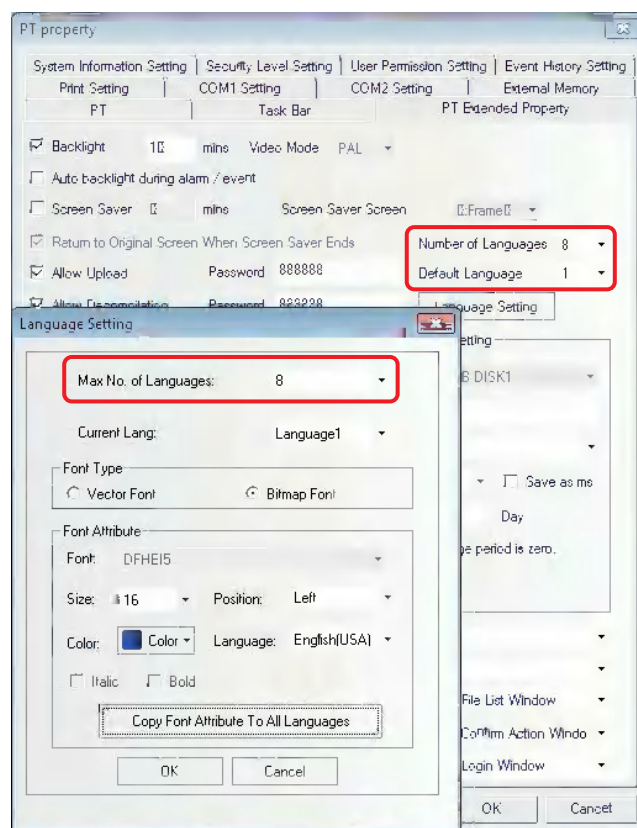 PT property
System Information Setting Security Level Setting User Permission Setting Event History Setting
Print Setting COM1 Setting COM2 Setting External Memory
PT Task Bar PT Extended Property
Backlight mins Video Mode PAL
Auto backlight during alarm / event
Screen Saver mins Screen Saver Screen
Return to Original Screen When Screen Saver Ends Number of Languages 8
Allow Upload Password 888888 Default Language 1
Allow Decompilation Password Language Setting
Language Setting
etting
Max No. of Languages: 8
B DISK1
Current Lang: Language1
Font Type
Vector Font Bitmap Font
Save as ms
Day
Font Attribute
Font: DFHEI5
ge period is zero.
Size: 16 Position: Left
Color: Color Language: English(USA)
Italic Bold
File List Window
Copy Font Attribute To All Languages
Confirm Action Windo
OK Cancel
Login Window
OK Cancel